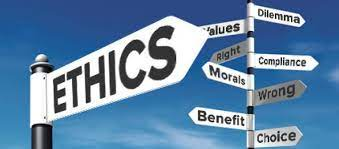 ETHICS
Dilemma
Values
Right
Compliance
Morals
Wrong
Benefit
Choice